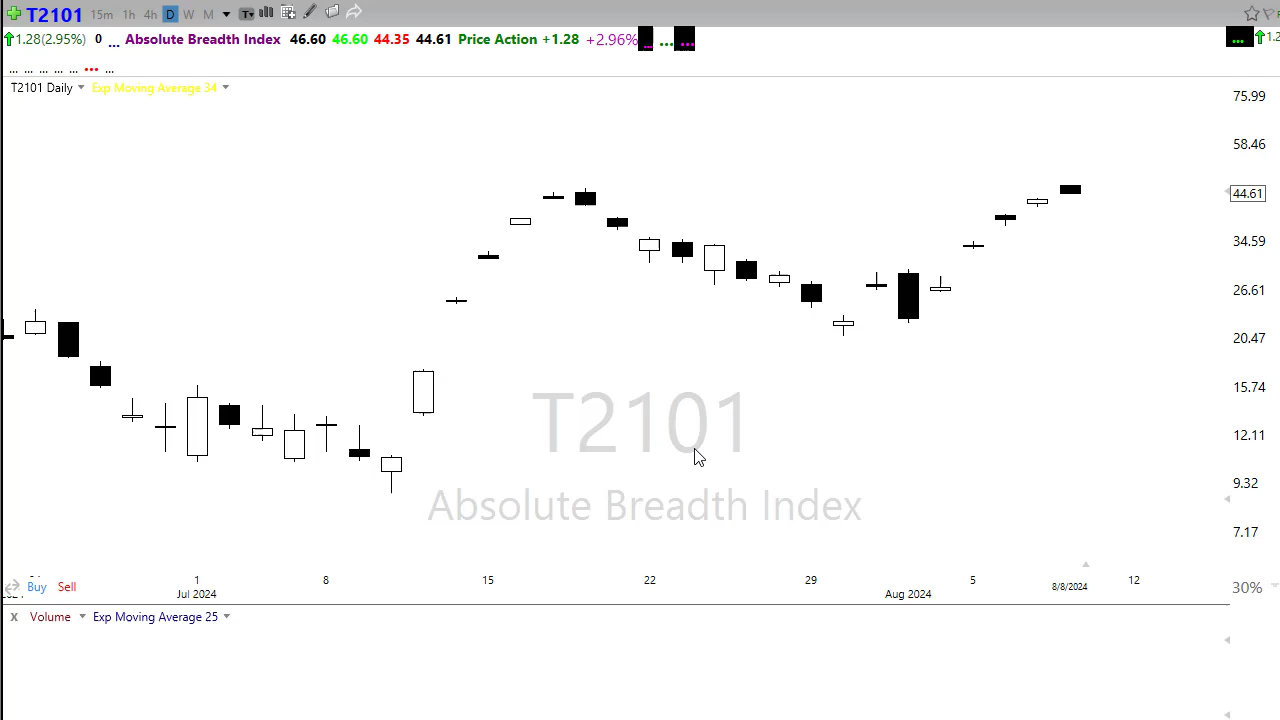 T2101 15m 1h 4h D W M T
1.28(2.95%) 0 ... Absolute Breadth Index 46.60 46.60 44.35 44.61 Price Action +1.28 +2.96% ... ... ... ... 1.2
... ... ... ... ... ... ...
T2101 Daily Exp Moving Average 34
75.99
58.46
44.61
34.59
26.61
20.47
15.74
12.11
9.32
7.17
T2101
Absolute Breadth Index
1 8 15 22 29 5 8/8/2024 12
Jul 2024 Aug 2024
Buy Sell 30%
X Volume Exp Moving Average 25